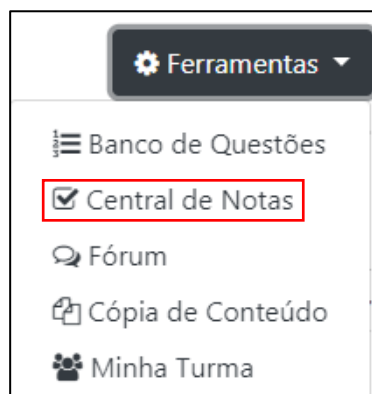 Ferramentas
Banco de Questões
Central de Notas
Fórum
Cópia de Conteúdo
Minha Turma